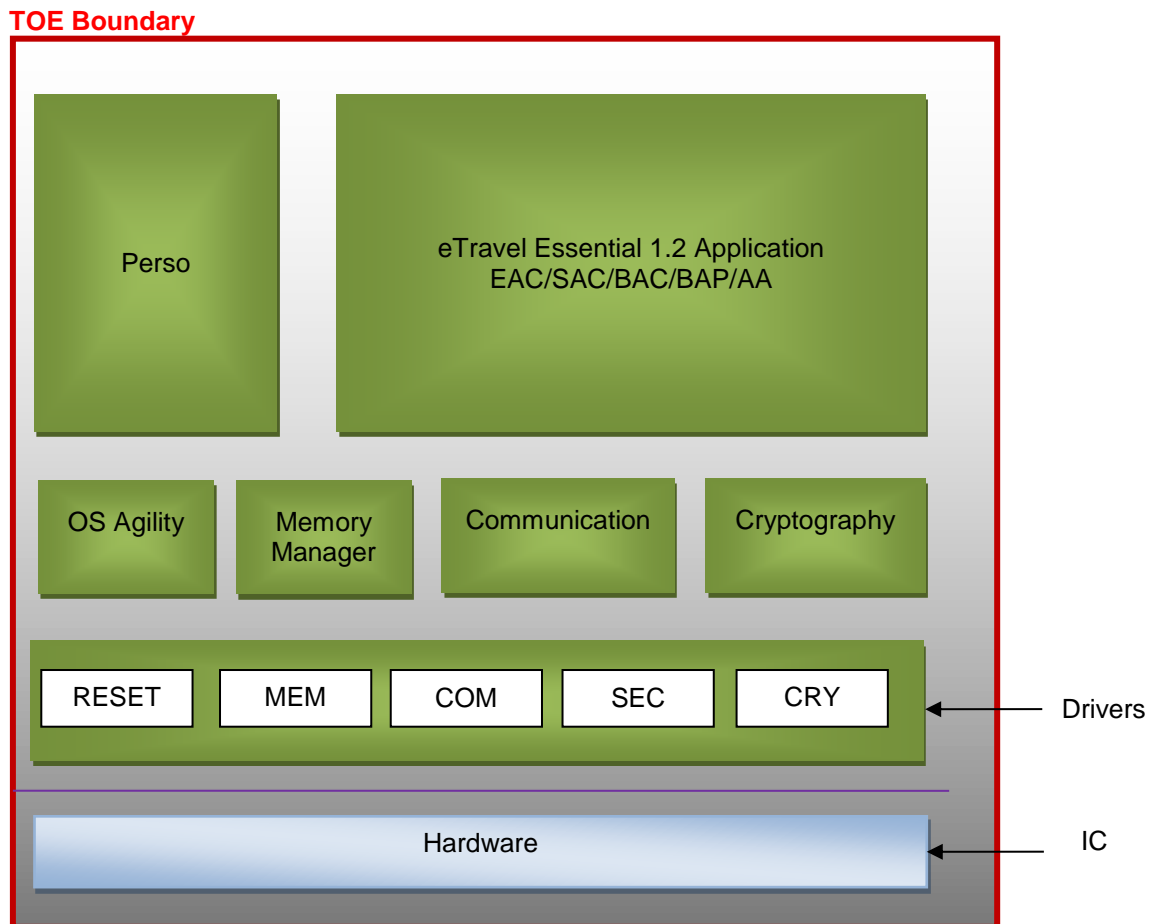 TOE Boundary
Perso
eTravel Essential 1.2 Application
EAC/SAC/BAC/BAP/AA
OS Agility
Memory
Manager
Communication
Cryptography
RESET
MEM
COM
SEC
CRY
Drivers
Hardware
IC